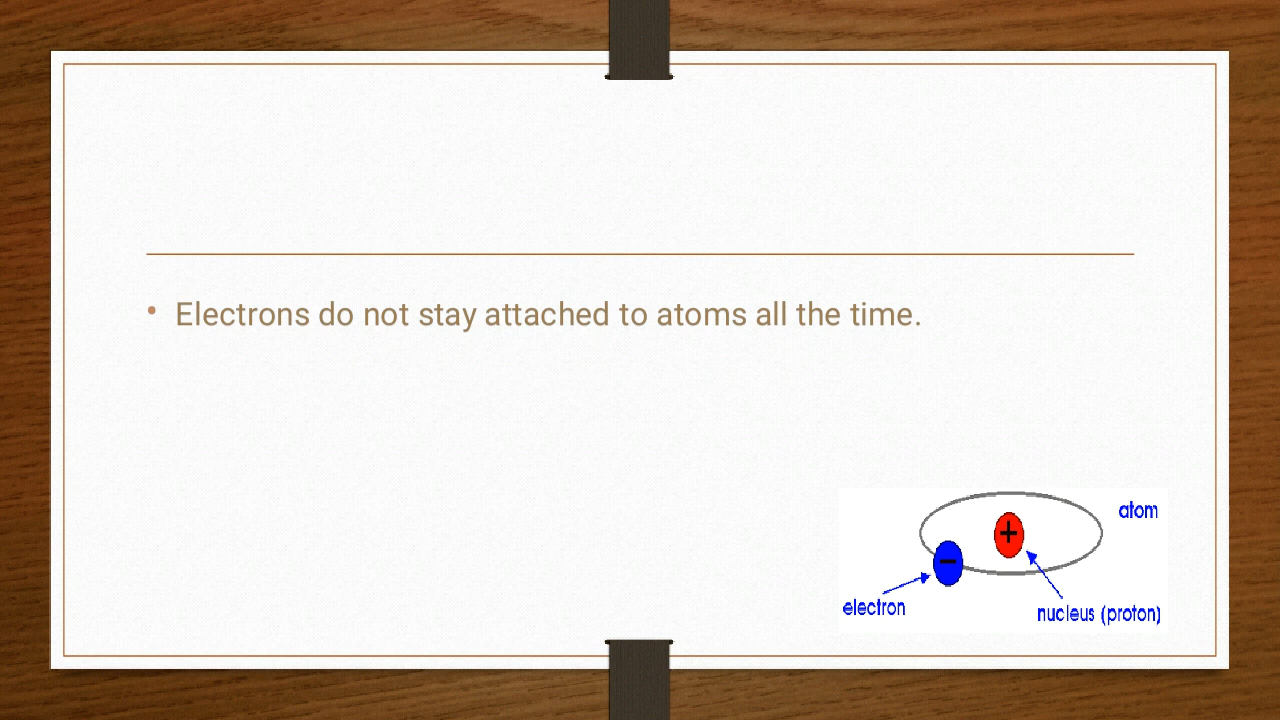 • Electrons do not stay attached to atoms all the time.
atom
+
−
electron
nucleus (proton)